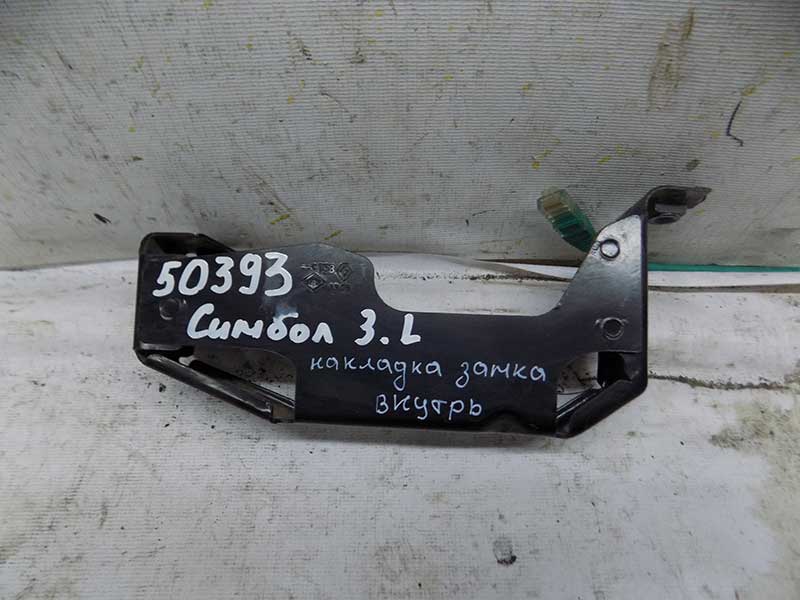 50393
Симбол 3.L
накладка замка
внутрь